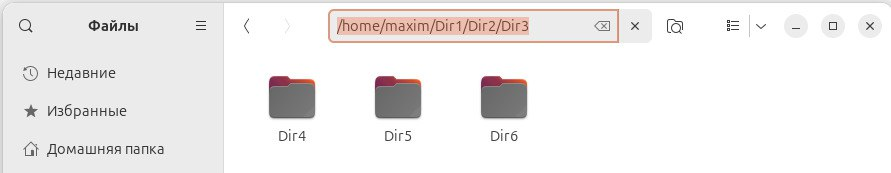 Файлы
/home/maxim/Dir1/Dir2/Dir3
Недавние
Избранные
Домашняя папка
Dir4
Dir5
Dir6